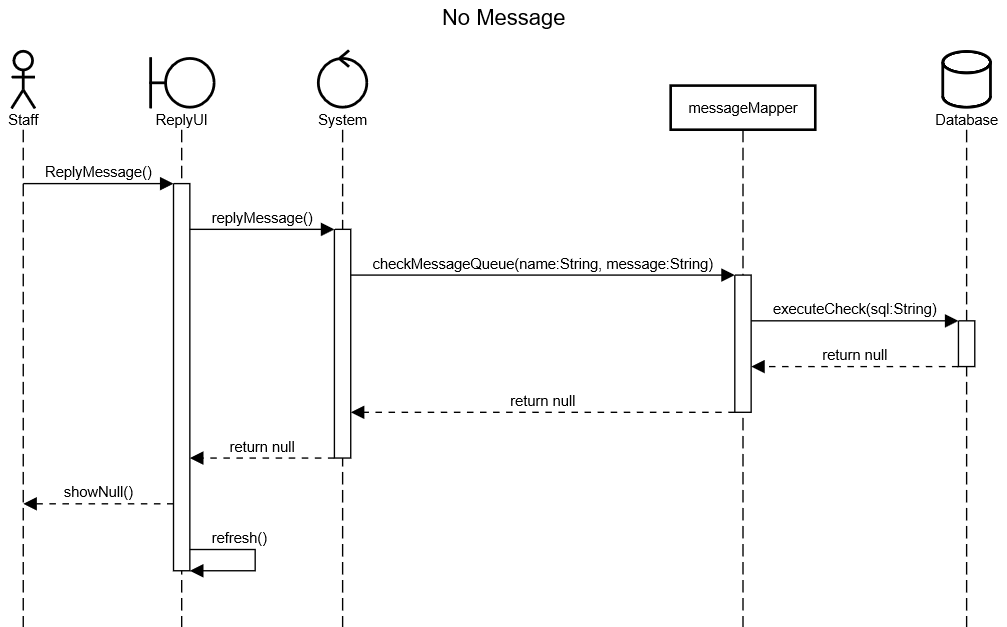 No Message
Staff
ReplyUI
System
messageMapper
Database
ReplyMessage()
replyMessage()
checkMessageQueue(name:String, message:String)
executeCheck(sql:String)
return null
return null
return null
showNull()
refresh()